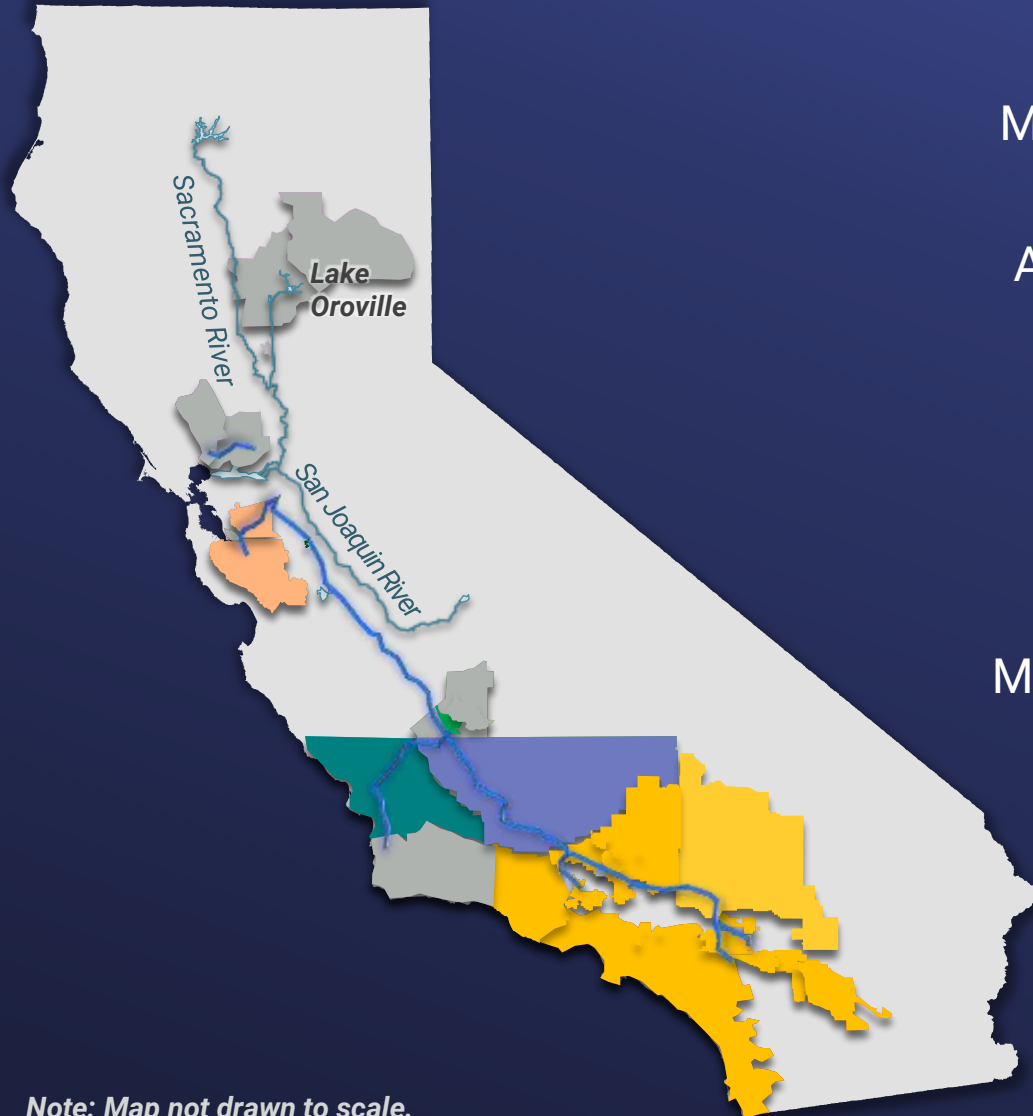 M
Sacramento River
A
Lake
Oroville
San Joaquin River
M
Note: Map not drawn to scale.